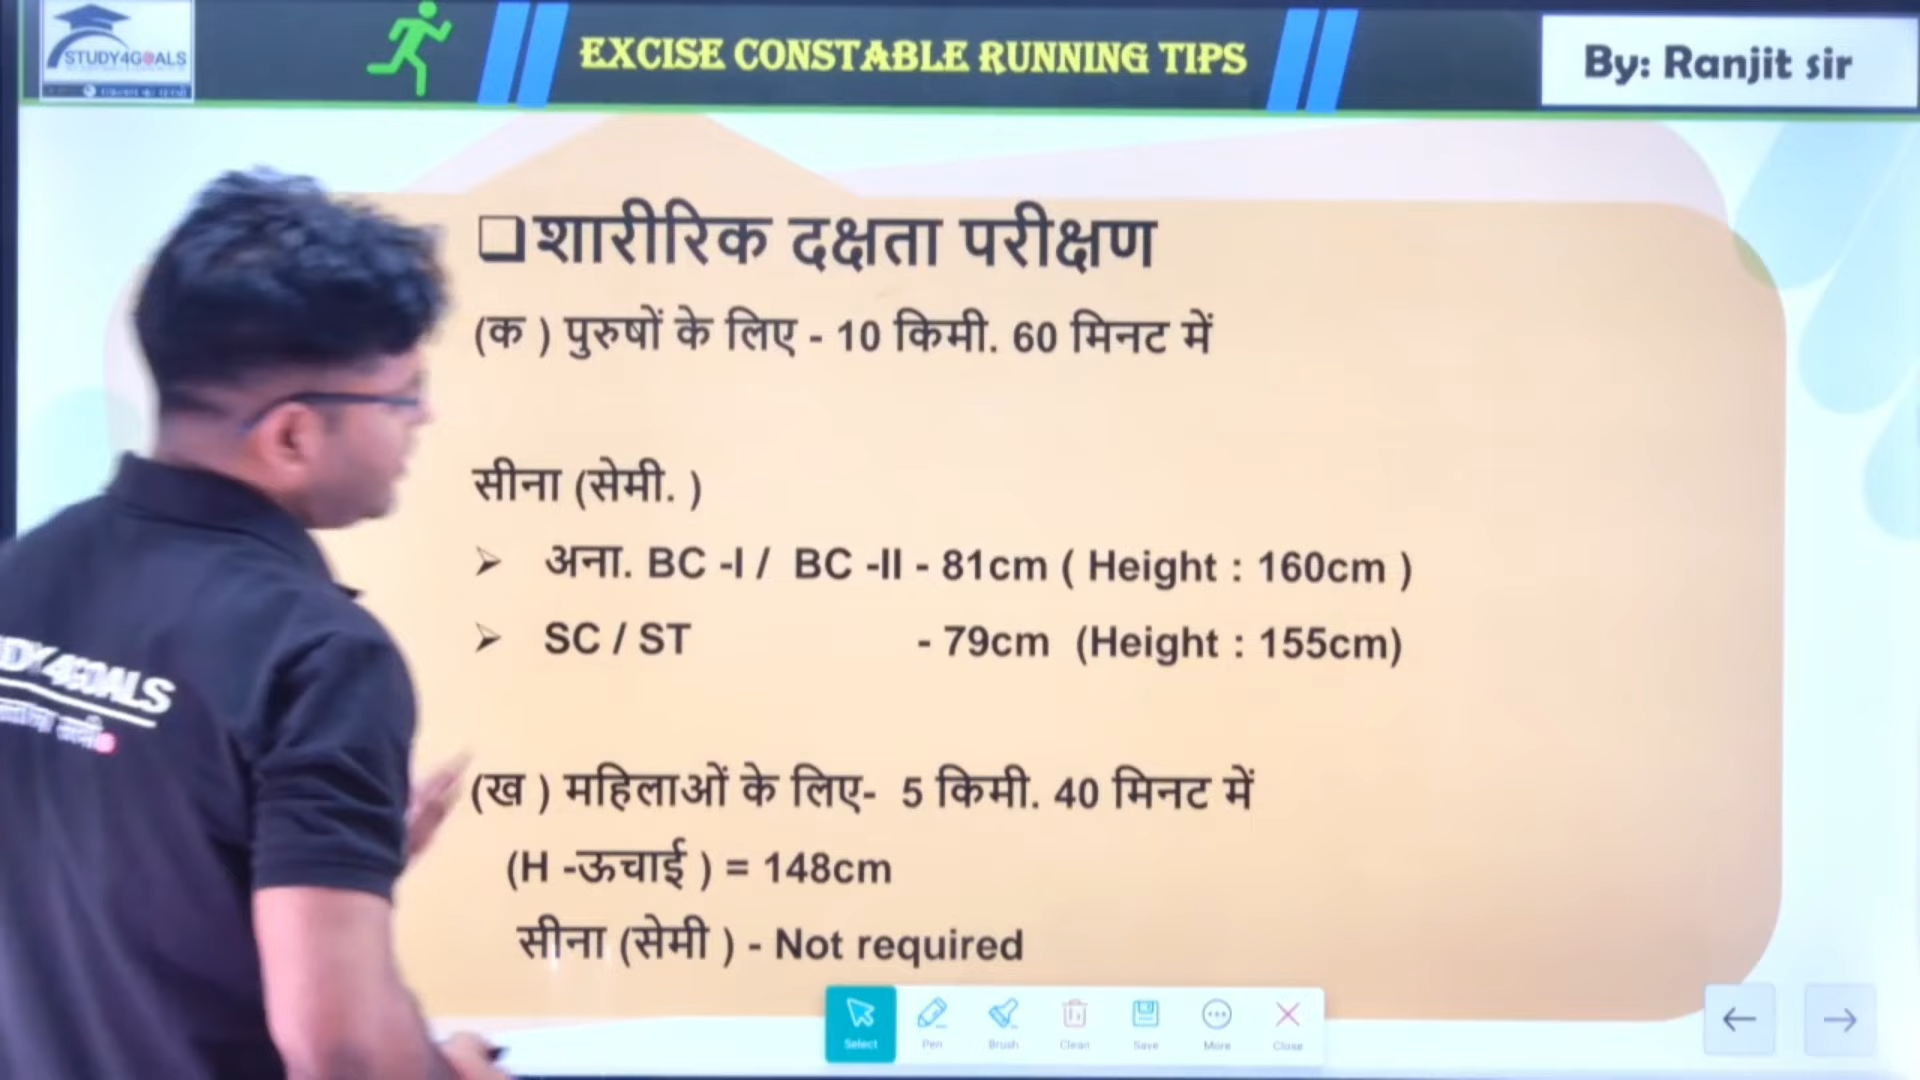 STUDY4GOALS
EXCISE CONSTABLE RUNNING TIPS
By: Ranjit sir
❑शारीरिक दक्षता परीक्षण
(क ) पुरुषों के लिए - 10 किमी. 60 मिनट में
सीना (सेमी. )
➢ अना. BC -I / BC -II - 81cm ( Height : 160cm )
➢ SC / ST - 79cm (Height : 155cm)
(ख ) महिलाओं के लिए- 5 किमी. 40 मिनट में
(H -ऊचाई ) = 148cm
सीना (सेमी ) - Not required
DY4GOALS
Select Pen Brush Clean Save More Close